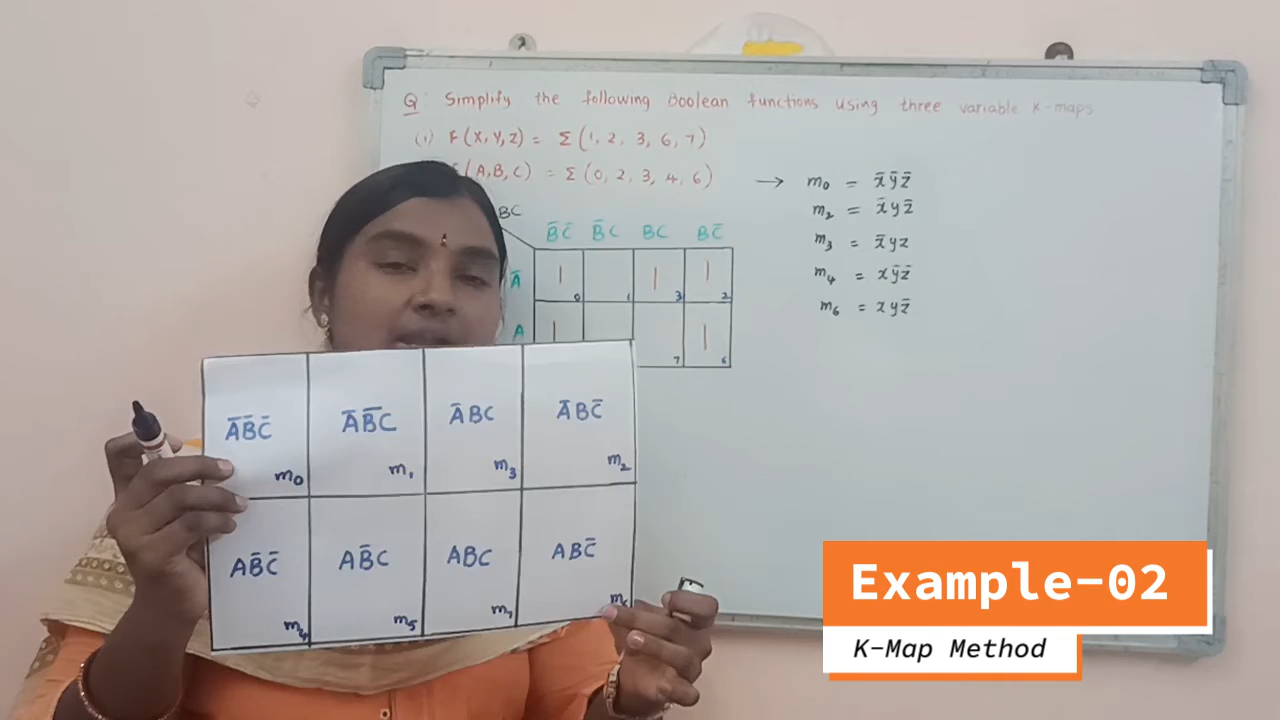 Q: Simplify the following Boolean functions using three variable K-maps
(i) F(X,Y,Z) = Σ(1, 2, 3, 6, 7)
(A,B,C) = Σ(0, 2, 3, 4, 6)
→ m₀ = x̄ȳz̄
m₂ = x̄yz̄
m₃ = x̄yz
m₄ = xȳz̄
m₆ = xyz̄
BC
B̄C̄ B̄C BC BC̄
Ā 1 0 1 1 3 1 2
A 1 7 1 6
ĀB̄C̄ ĀB̄C ĀBC ĀBC̄
m₀ m₁ m₃ m₂
AB̄C̄ AB̄C ABC ABC̄
m₄ m₅ m₇ m₆
Example-02
K-Map Method